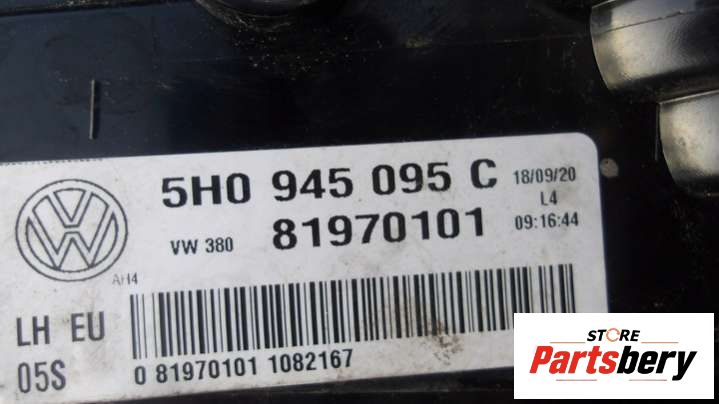 5H0 945 095 C 18/09/20
L4
VW 380 81970101 09:16:44
AH4
LH EU
05S
0 81970101 1082167
STORE
Partsbery